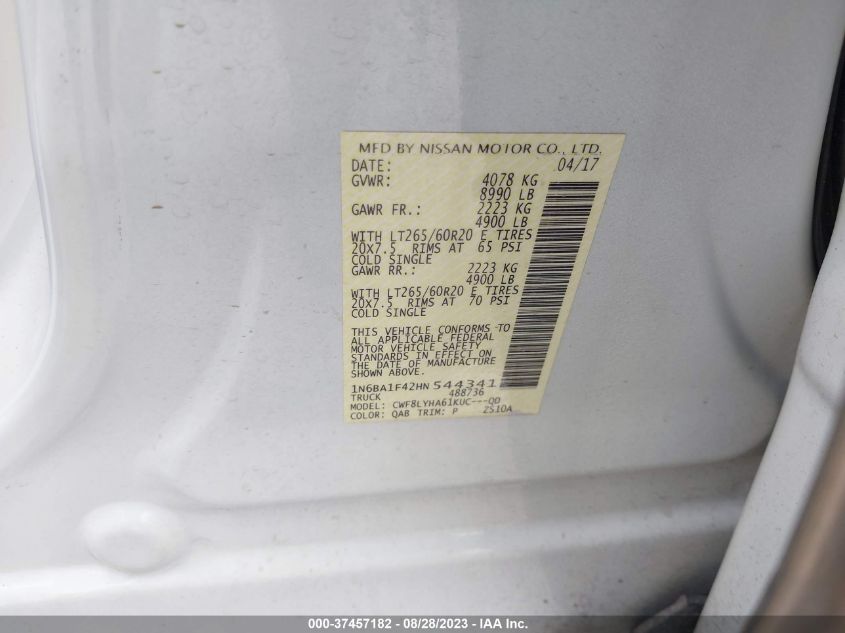 MFD BY NISSAN MOTOR CO., LTD.
DATE: 04/17
GVWR: 4078 KG
8990 LB
GAWR FR.: 2223 KG
4900 LB
WITH LT265/60R20 E TIRES
20X7.5 RIMS AT 65 PSI
COLD SINGLE
GAWR RR.: 2223 KG
4900 LB
WITH LT265/60R20 E TIRES
20X7.5 RIMS AT 70 PSI
COLD SINGLE
THIS VEHICLE CONFORMS TO
ALL APPLICABLE FEDERAL
MOTOR VEHICLE SAFETY
STANDARDS IN EFFECT ON
THE DATE OF MANUFACTURE
SHOWN ABOVE.
1N6BA1F42HN 544341
TRUCK 488736
MODEL: CWF8LYHA61KUC---QD
COLOR: QAB TRIM: P ZS10A
000-37457182 - 08/28/2023 - IAA Inc.